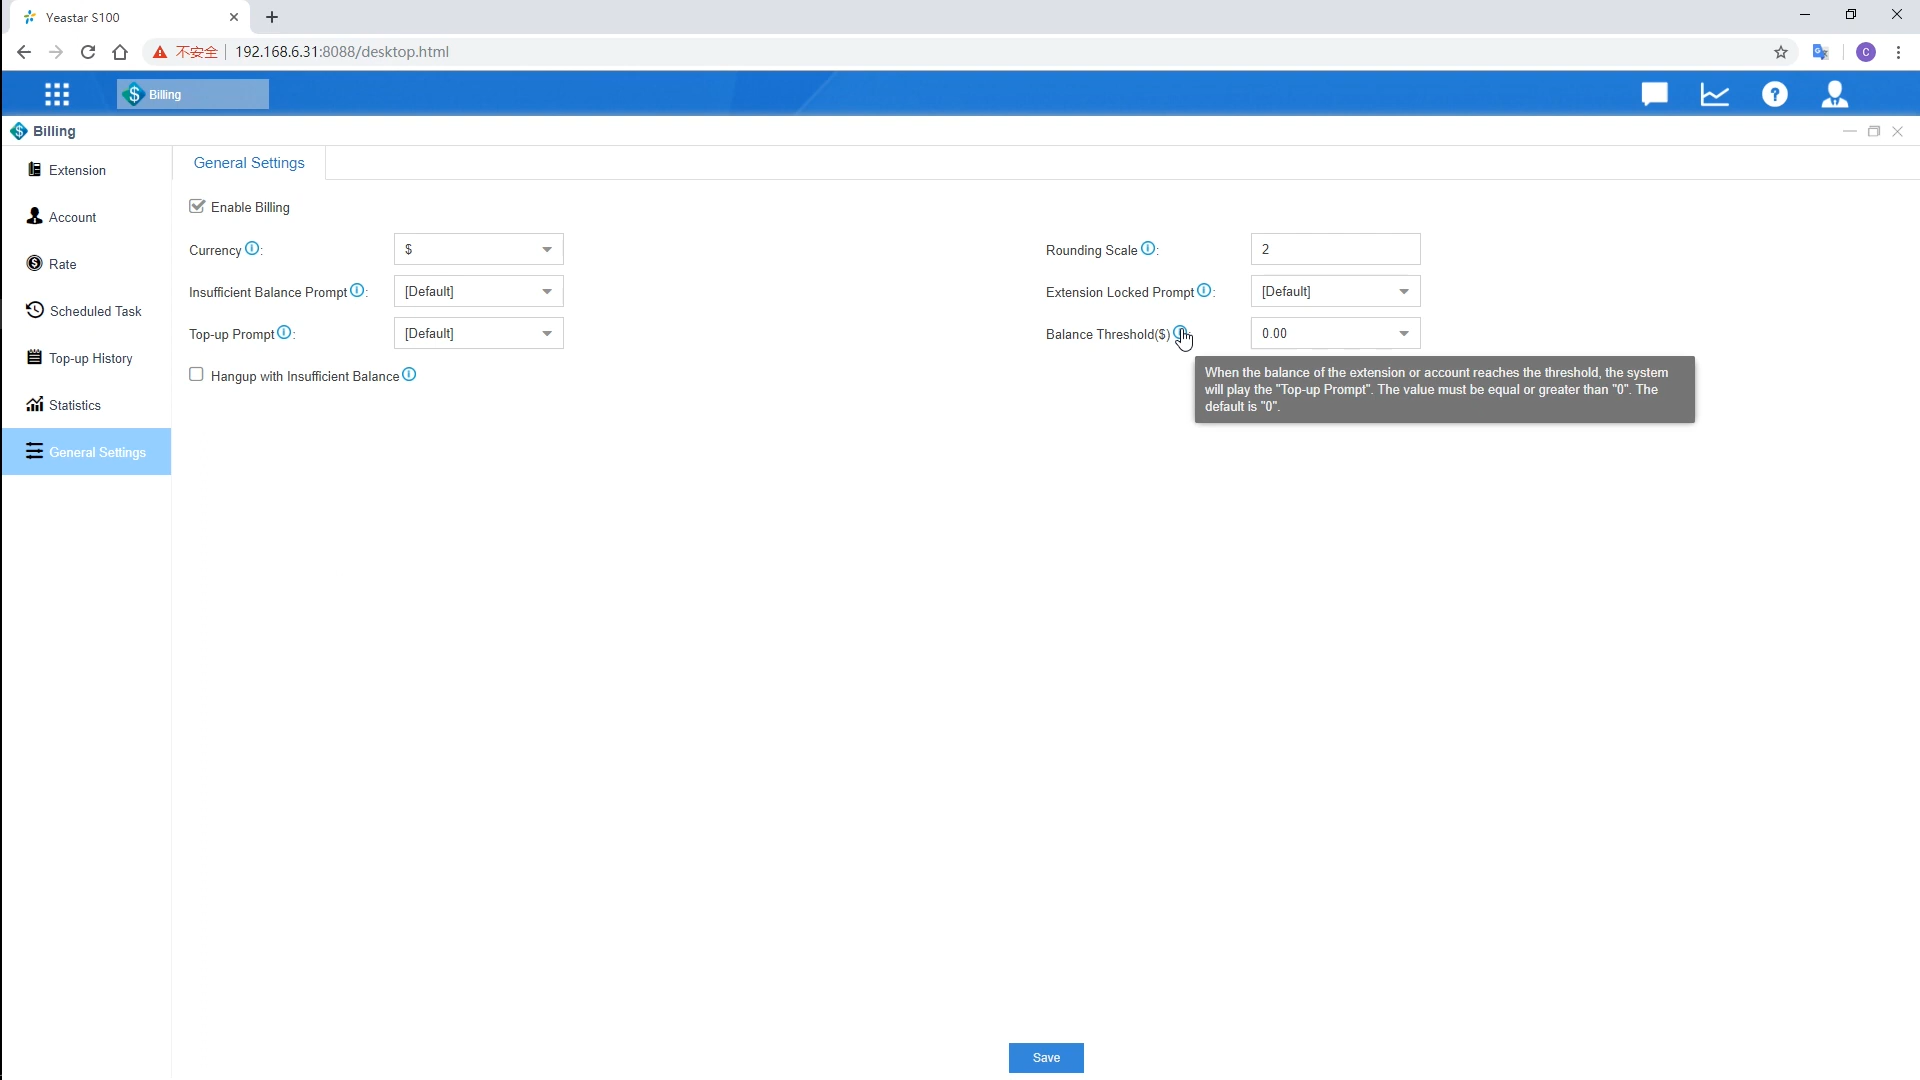 Yeastar S100
不安全 192.168.6.31:8088/desktop.html
C
Billing
Billing
Extension
Account
Rate
Scheduled Task
Top-up History
Statistics
General Settings
General Settings
Enable Billing
Currency : $
Rounding Scale : 2
Insufficient Balance Prompt : [Default]
Extension Locked Prompt : [Default]
Top-up Prompt : [Default]
Balance Threshold($) 0.00
Hangup with Insufficient Balance
When the balance of the extension or account reaches the threshold, the system
will play the "Top-up Prompt". The value must be equal or greater than "0". The
default is "0".
Save